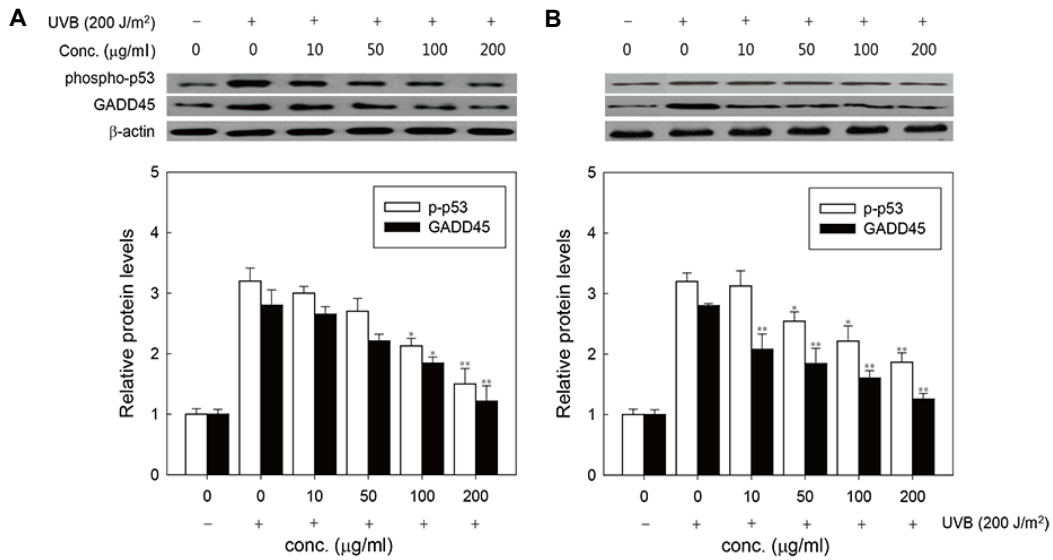 A
UVB (200 J/m²) – + + + + +
Conc. (μg/ml) 0 0 10 50 100 200
phospho-p53
GADD45
β-actin
5
4
3
2
1
0
Relative protein levels
p-p53
GADD45
* * ** **
0 0 10 50 100 200
– + + + + +
conc. (μg/ml)
B
– + + + + +
0 0 10 50 100 200
5
4
3
2
1
0
Relative protein levels
p-p53
GADD45
** * ** * ** ** **
0 0 10 50 100 200
– + + + + + UVB (200 J/m²)
conc. (μg/ml)